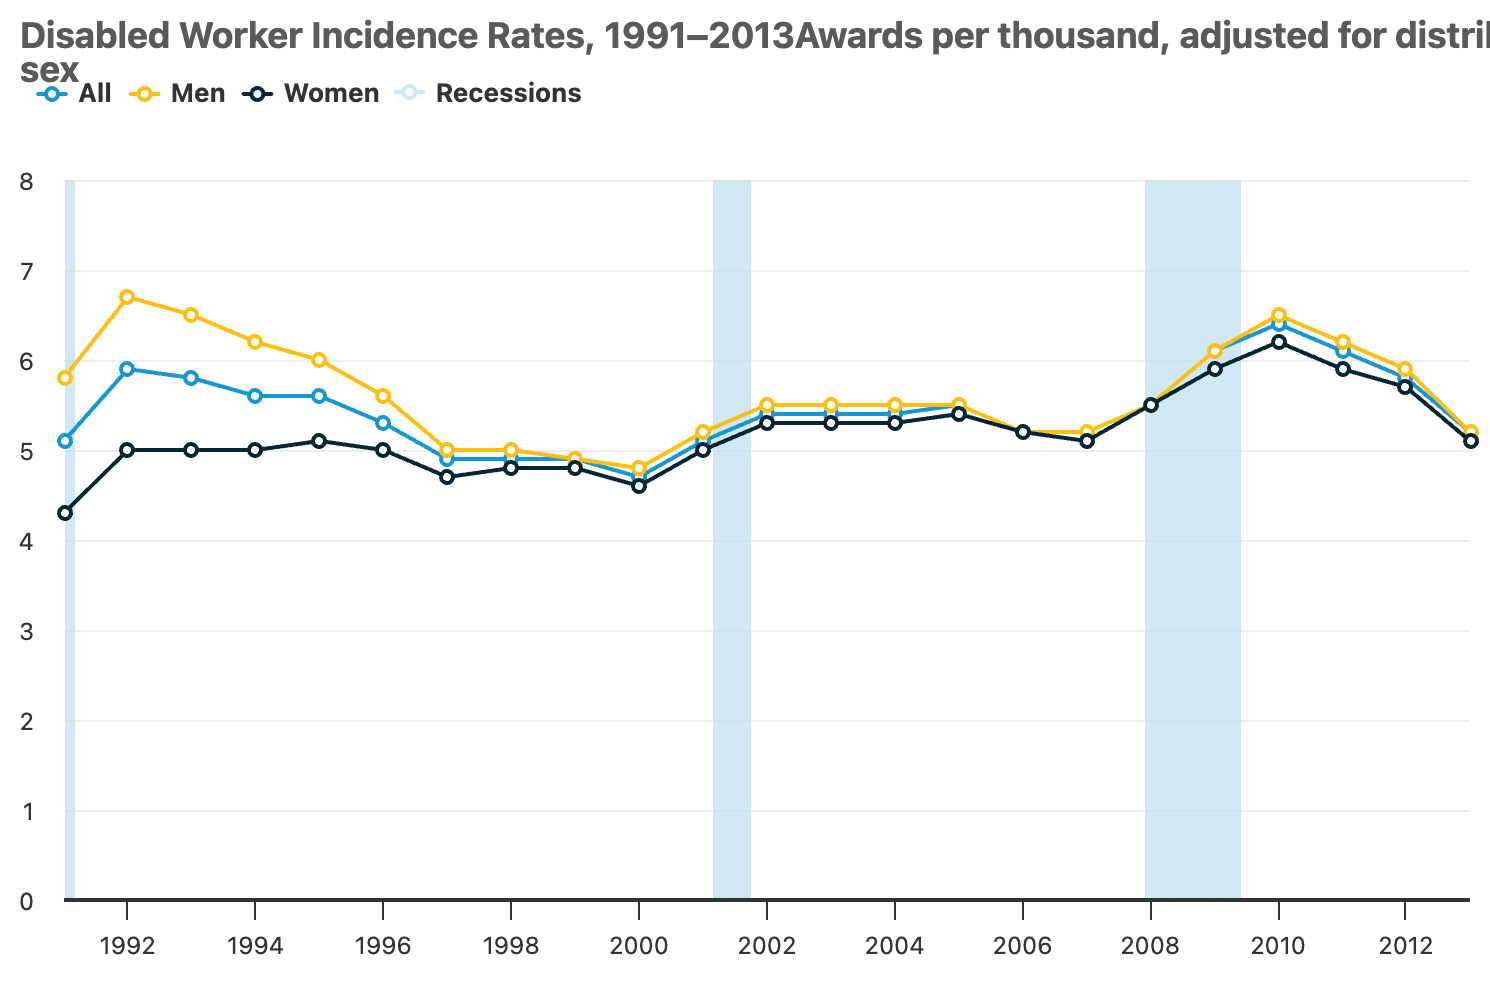 Disabled Worker Incidence Rates, 1991–2013Awards per thousand, adjusted for
sex
All Men Women Recessions
8
7
6
5
4
3
2
1
0
1992 1994 1996 1998 2000 2002 2004 2006 2008 2010 2012